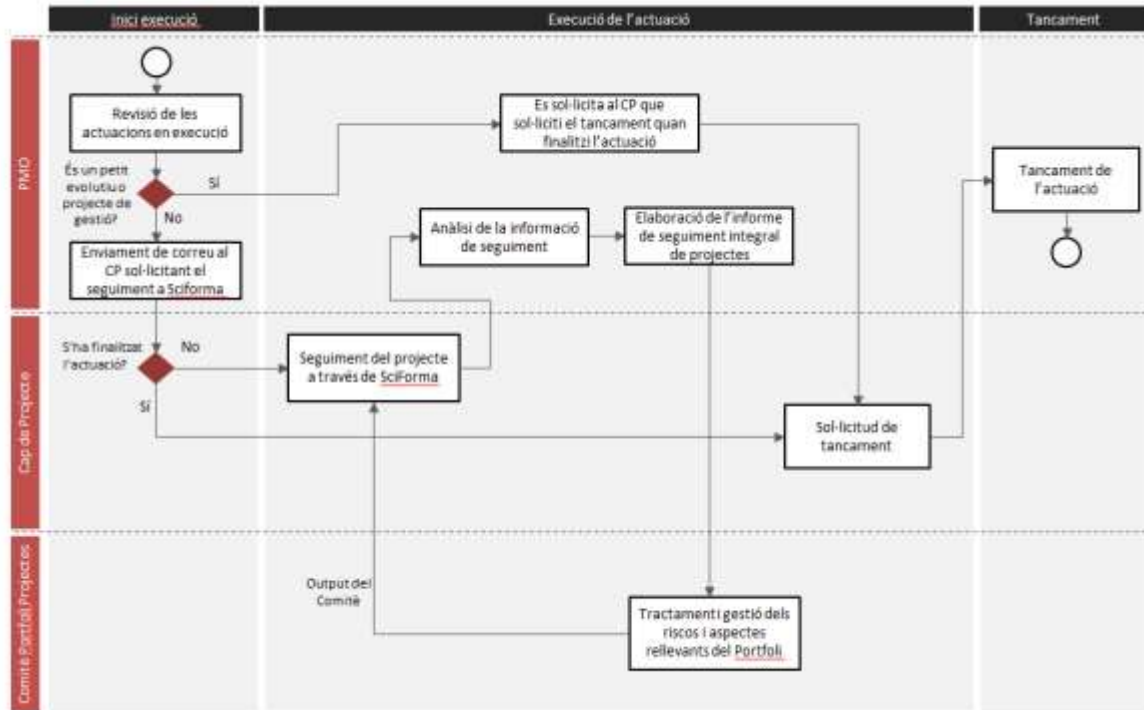 Inici execució
Execució de l'actuació
Tancament
PMO
Revisió de les
actuacions en execució
És un petit
evolutiu o
projecte de
gestió?
Sí
No
Enviament de correu al
CP sol·licitant el
seguiment a Sciforma
Es sol·licita al CP que
sol·liciti el tancament quan
finalitzi l'actuació
Anàlisi de la informació
de seguiment
Elaboració de l'informe
de seguiment integral
de projectes
Tancament de
l'actuació
Cap de Projecte
S'ha finalitzat
l'actuació?
No
Sí
Seguiment del projecte
a través de SciForma
Sol·licitud de
tancament
Comitè Portfoli Projectes
Output del
Comitè
Tractament i gestió dels
riscos i aspectes
rellevants del Portfoli